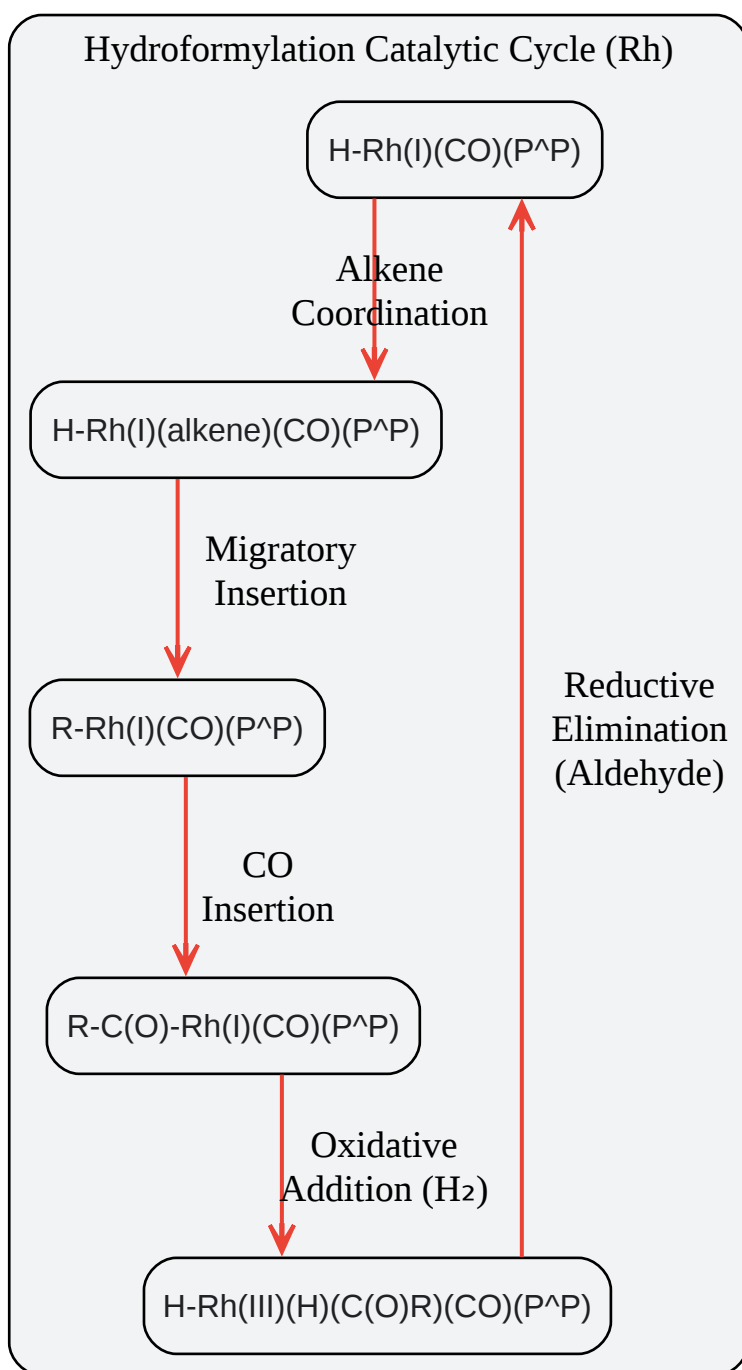 Hydroformylation Catalytic Cycle (Rh)
H-Rh(I)(CO)(P^P)
Alkene
Coordination
H-Rh(I)(alkene)(CO)(P^P)
Migratory
Insertion
R-Rh(I)(CO)(P^P)
Reductive
Elimination
(Aldehyde)
CO
Insertion
R-C(O)-Rh(I)(CO)(P^P)
Oxidative
Addition (H₂)
H-Rh(III)(H)(C(O)R)(CO)(P^P)